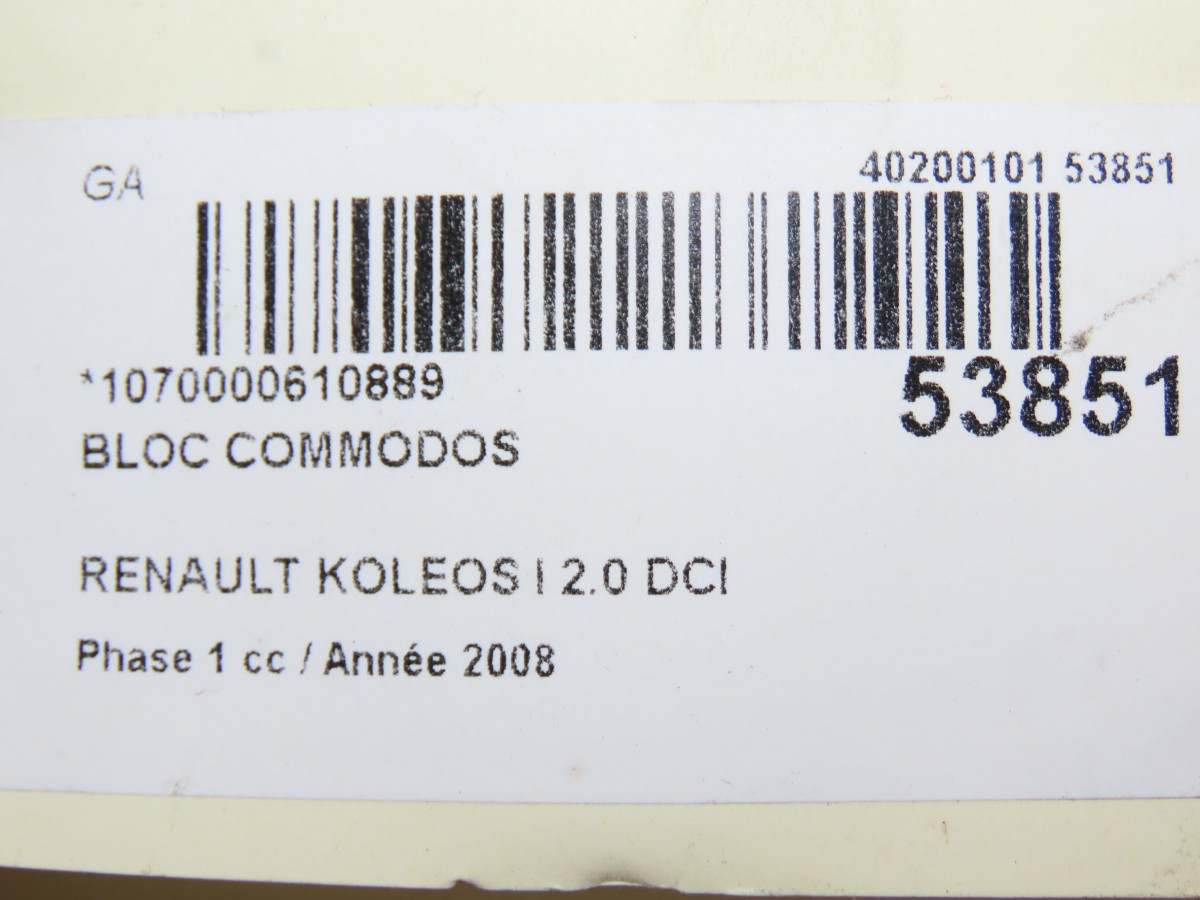 GA
40200101 53851
*1070000610889
53851
BLOC COMMODOS
RENAULT KOLEOS I 2.0 DCI
Phase 1 cc / Année 2008